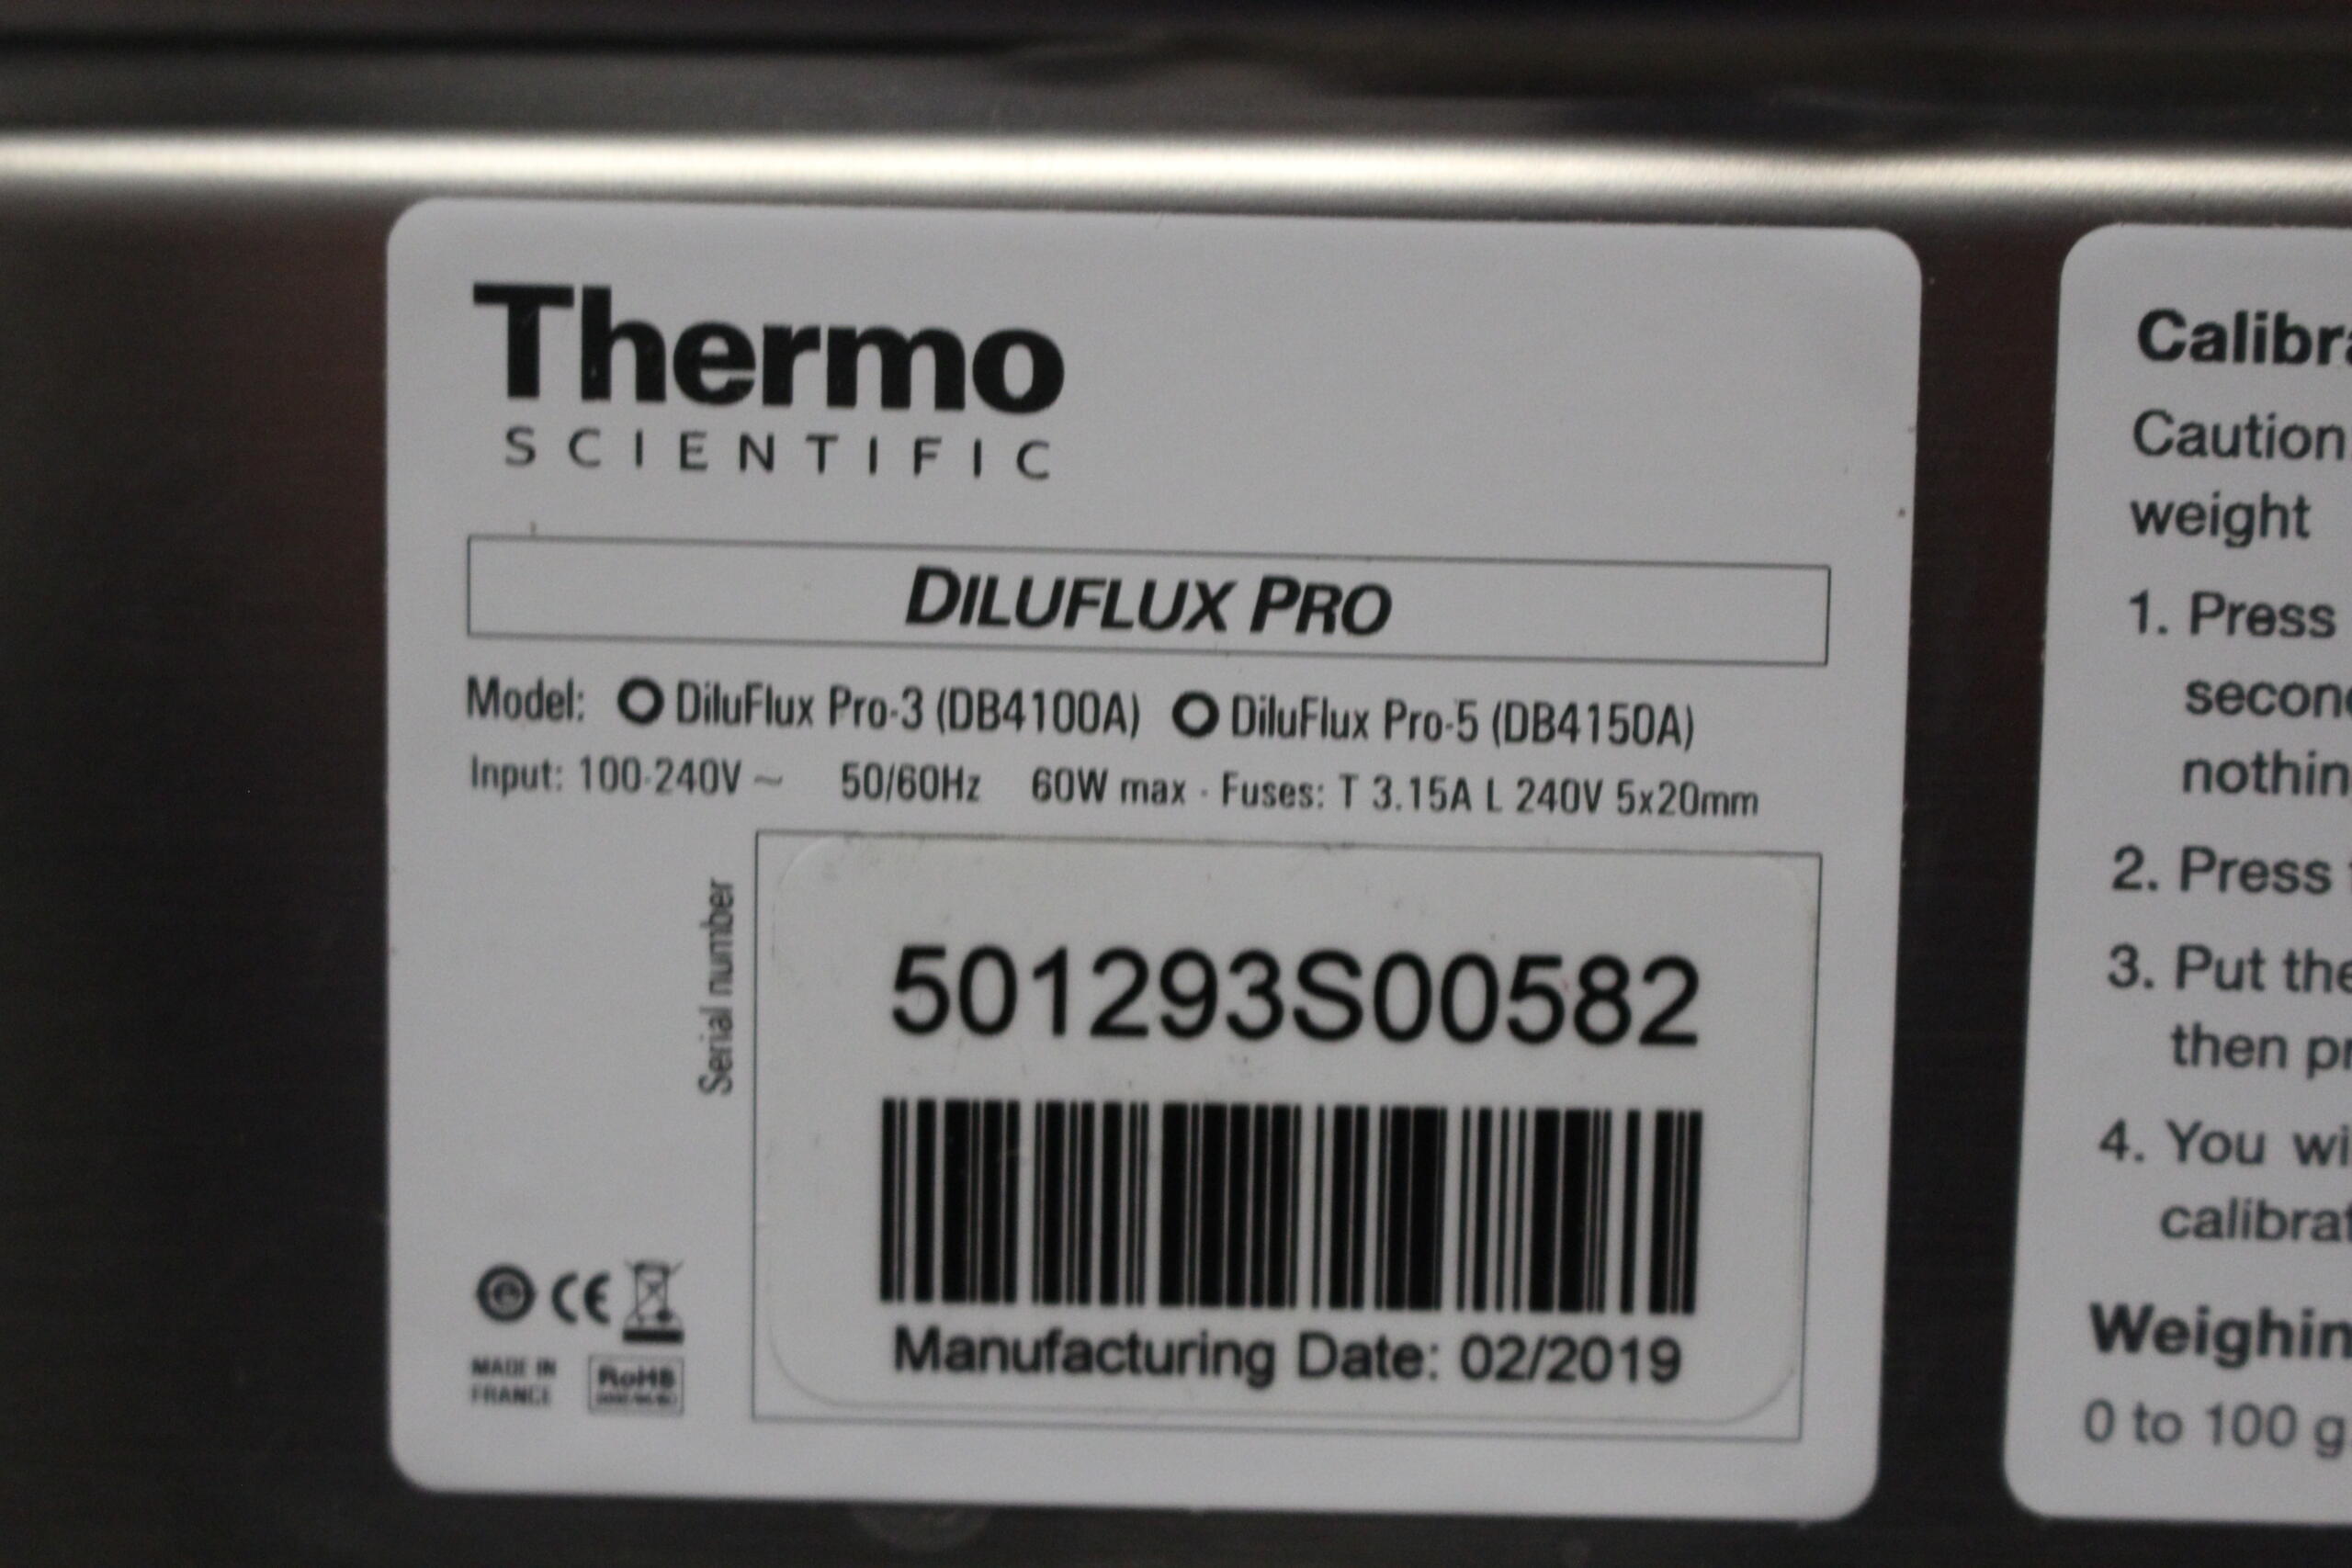 Thermo
SCIENTIFIC
DILUFLUX PRO
Model: O DiluFlux Pro-3 (DB4100A) O DiluFlux Pro-5 (DB4150A)
Input: 100-240V ~ 50/60Hz 60W max - Fuses: T 3.15A L 240V 5x20mm
Serial number
501293S00582
Manufacturing Date: 02/2019
CE
MADE IN
FRANCE
RoHS
Calibr
Caution
weight
1. Press
secon
nothin
2. Press
3. Put the
then pr
4. You wi
calibrat
Weighin
0 to 100 g